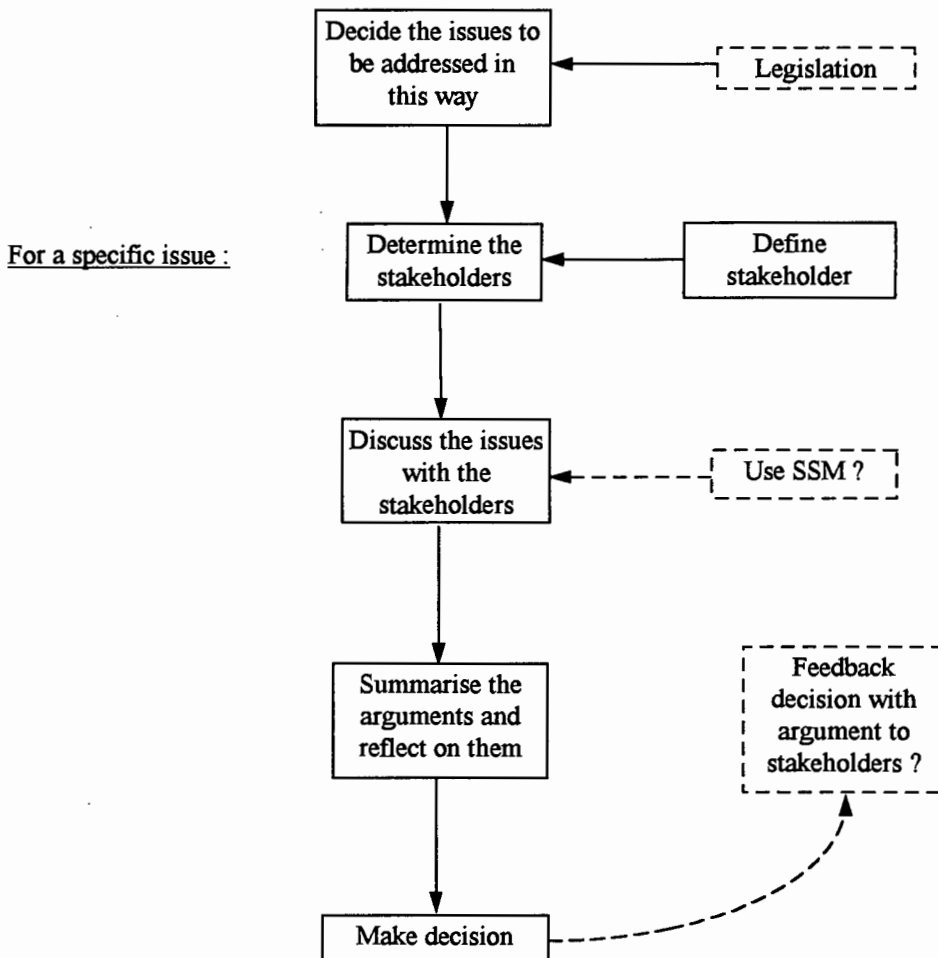 Decide the issues to
be addressed in
this way
Legislation
For a specific issue :
Determine the
stakeholders
Define
stakeholder
Discuss the issues
with the
stakeholders
Use SSM ?
Summarise the
arguments and
reflect on them
Feedback
decision with
argument to
stakeholders ?
Make decision